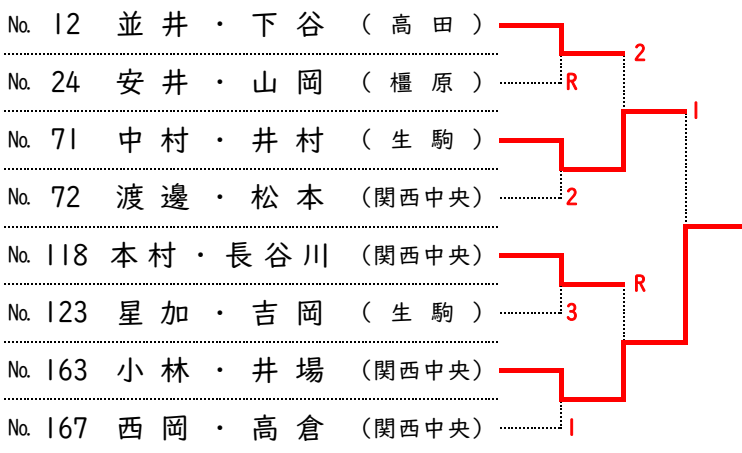 № 12 並井・下谷 (高田)
2
№ 24 安井・山岡 (橿原) R
1
№ 71 中村・井村 (生駒)
№ 72 渡邊・松本 (関西中央) 2
№ 118 本村・長谷川 (関西中央)
R
№ 123 星加・吉岡 (生駒) 3
№ 163 小林・井場 (関西中央)
№ 167 西岡・高倉 (関西中央) 1